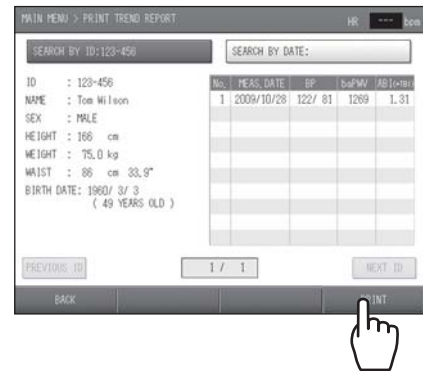 MAIN MENU > PRINT TREND REPORT HR --- bpm
SEARCH BY ID:123-456 SEARCH BY DATE:
ID : 123-456
NAME : Tom Wilson
SEX : MALE
HEIGHT : 166 cm
WEIGHT : 75.0 kg
WAIST : 86 cm 33.9"
BIRTH DATE: 1960/ 3/ 3
( 49 YEARS OLD )
No. MEAS. DATE BP baPWV
1 2009/10/28 122/ 81 1269 1.31
PREVIOUS ID 1 / 1 NEXT ID
BACK PRINT